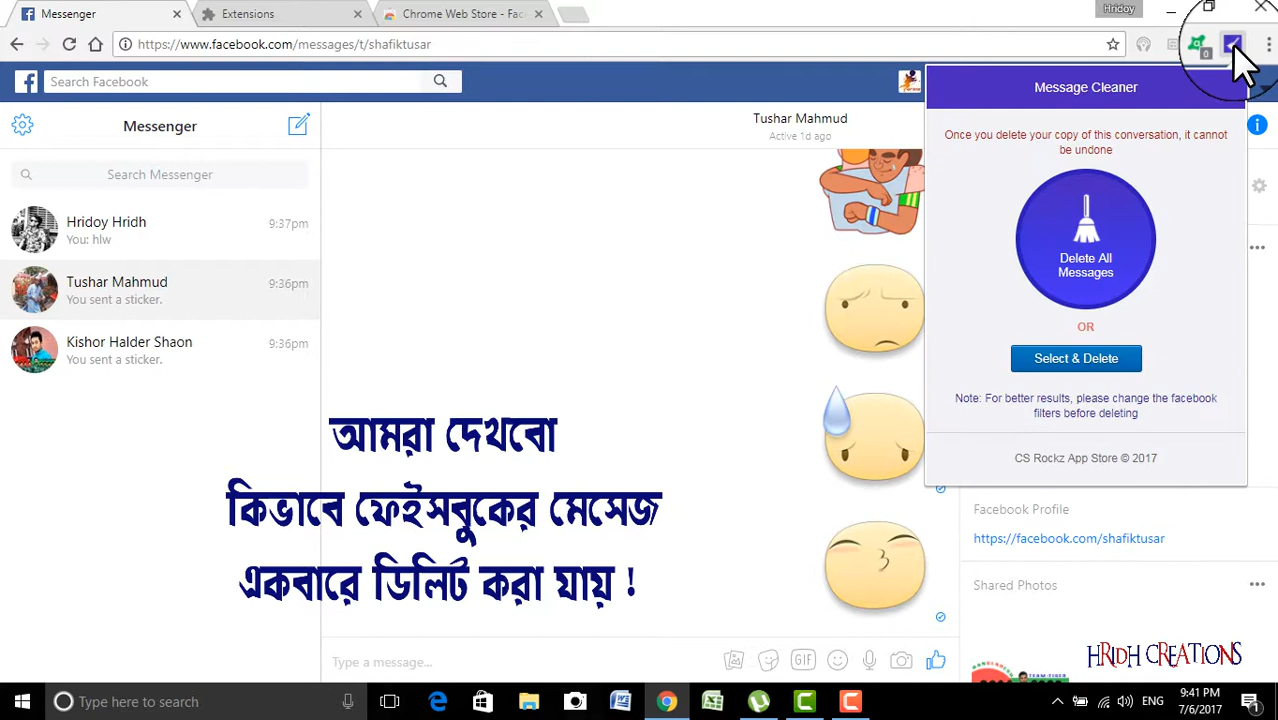 Messenger
Extensions
Chrome Web Store - Fac
Hridoy
https://www.facebook.com/messages/t/shafiktusar
0
Search Facebook
Messenger
Search Messenger
Hridoy Hridh
9:37pm
You: hlw
Tushar Mahmud
9:36pm
You sent a sticker.
Kishor Halder Shaon
9:36pm
You sent a sticker.
Tushar Mahmud
Active 1d ago
Message Cleaner
Once you delete your copy of this conversation, it cannot
be undone
Delete All
Messages
OR
Select & Delete
Note: For better results, please change the facebook
filters before deleting
CS Rockz App Store © 2017
আমরা দেখবো
কিভাবে ফেইসবুকের মেসেজ
একবারে ডিলিট করা যায় !
Facebook Profile
https://facebook.com/shafiktusar
Shared Photos
HRIDH CREATIONS
Type a message...
GIF
Type here to search
ENG
9:41 PM
7/6/2017
1